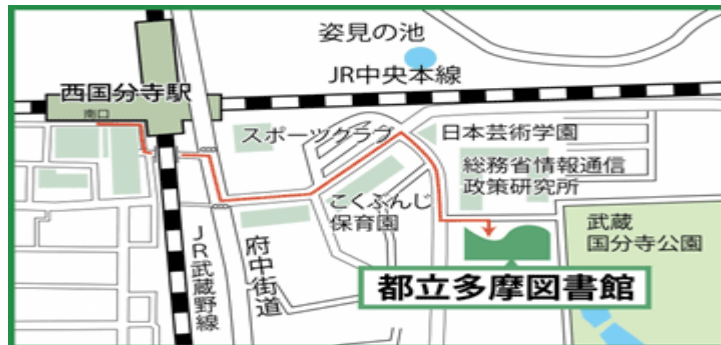 姿見の池
JR中央本線
西国分寺駅
南口
スポーツクラブ
日本芸術学園
総務省情報通信
政策研究所
こくぶんじ
保育園
武蔵
国分寺公園
JR武蔵野線
府中街道
都立多摩図書館